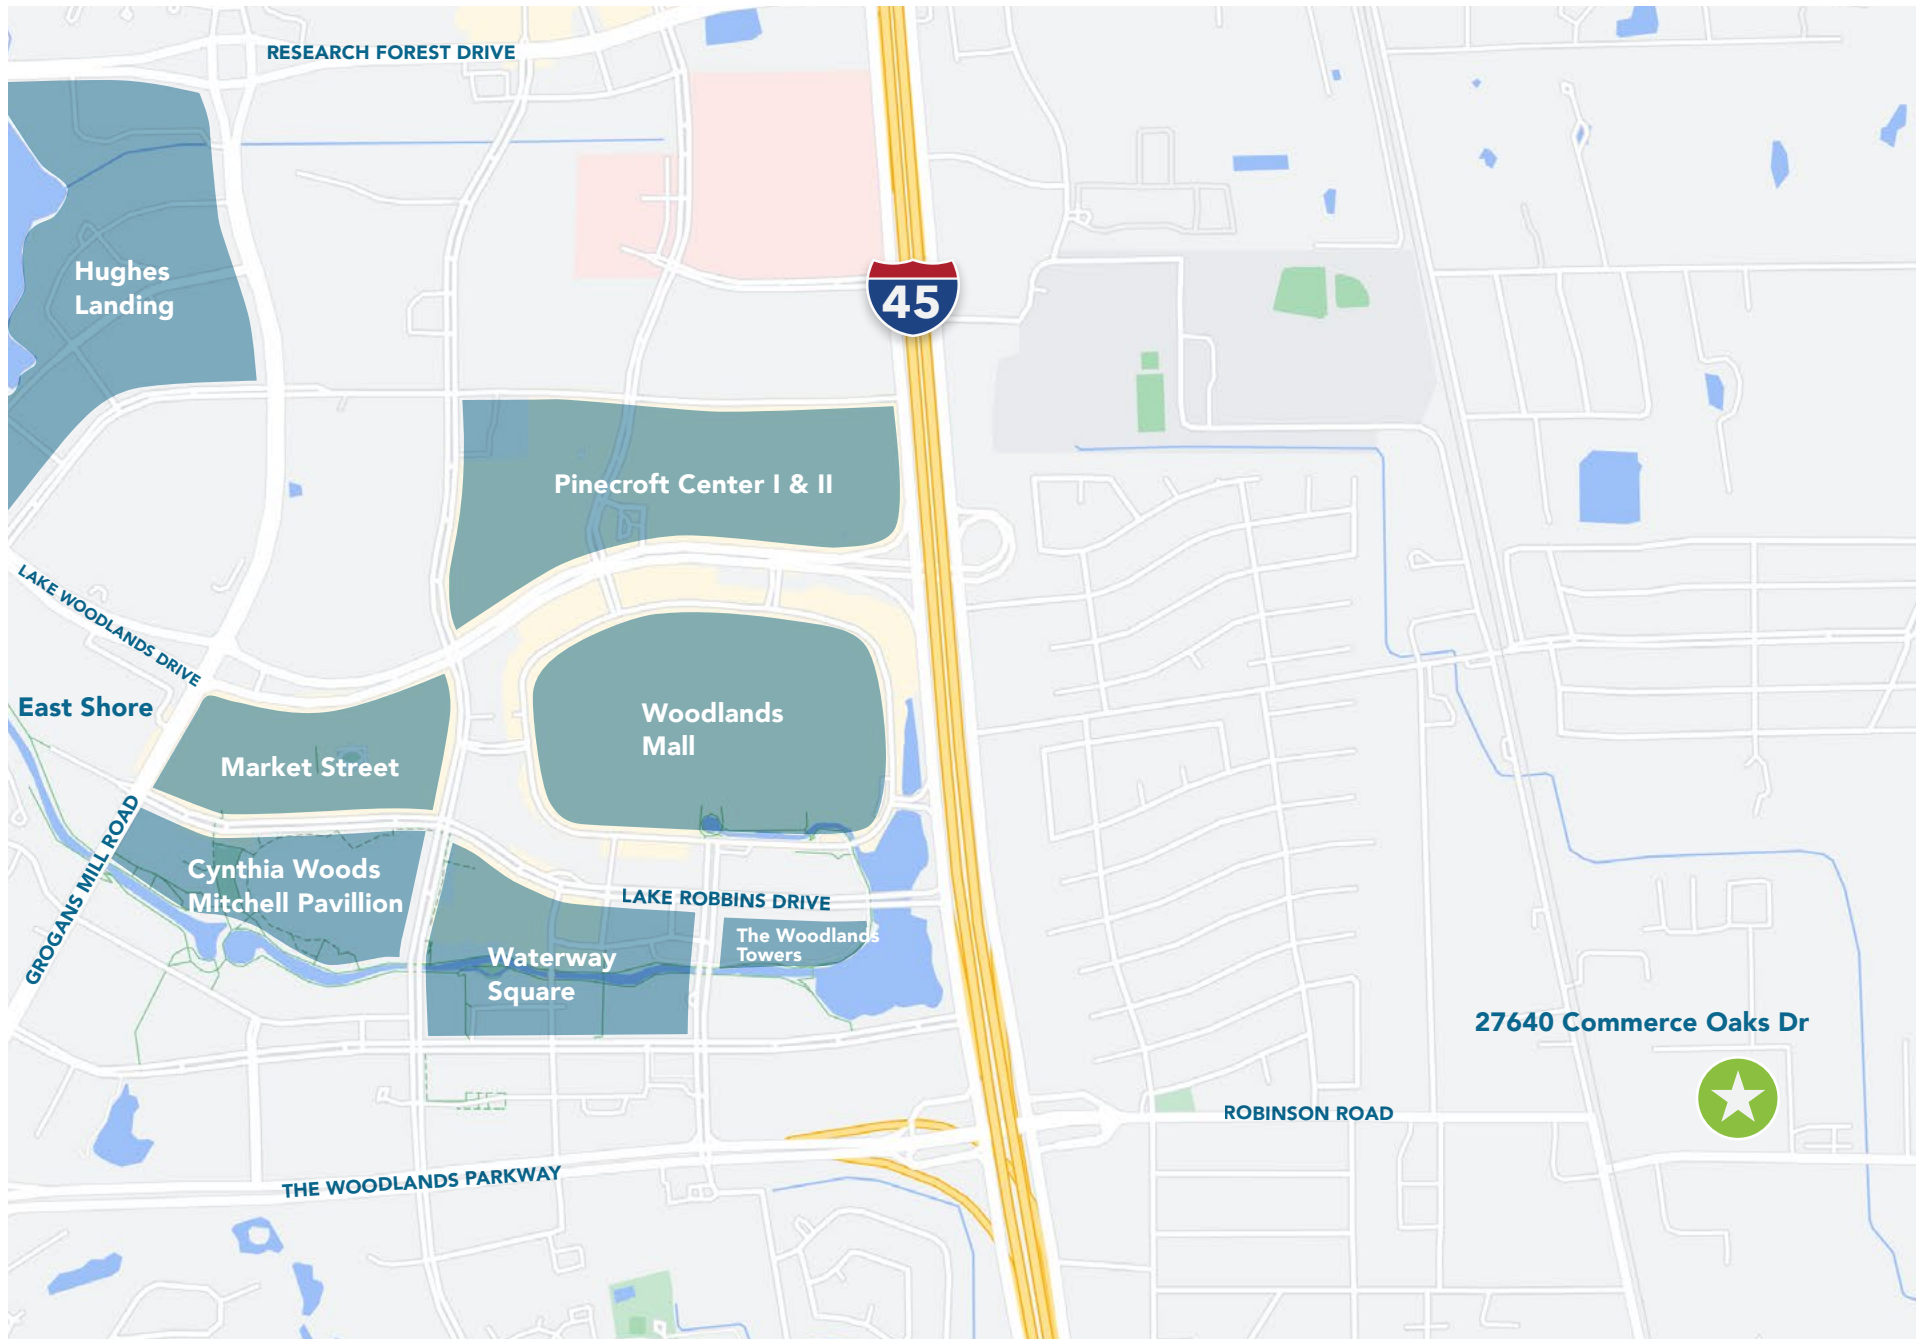 RESEARCH FOREST DRIVE
Hughes
Landing
45
Pinecroft Center I & II
LAKE WOODLANDS DRIVE
East Shore
Woodlands
Mall
Market Street
GROGANS MILL ROAD
Cynthia Woods
Mitchell Pavillion
LAKE ROBBINS DRIVE
The Woodlands
Towers
Waterway
Square
27640 Commerce Oaks Dr
ROBINSON ROAD
THE WOODLANDS PARKWAY